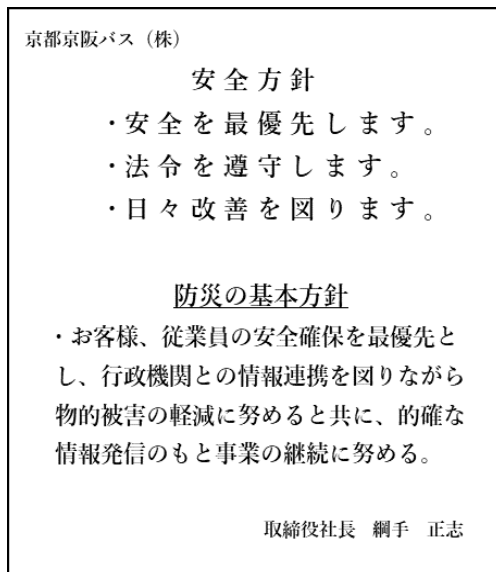 京都京阪バス（株）
安全方針
・安全を最優先します。
・法令を遵守します。
・日々改善を図ります。
防災の基本方針
・お客様、従業員の安全確保を最優先と
し、行政機関との情報連携を図りながら
物的被害の軽減に努めると共に、的確な
情報発信のもと事業の継続に努める。
取締役社長　綱手　正志